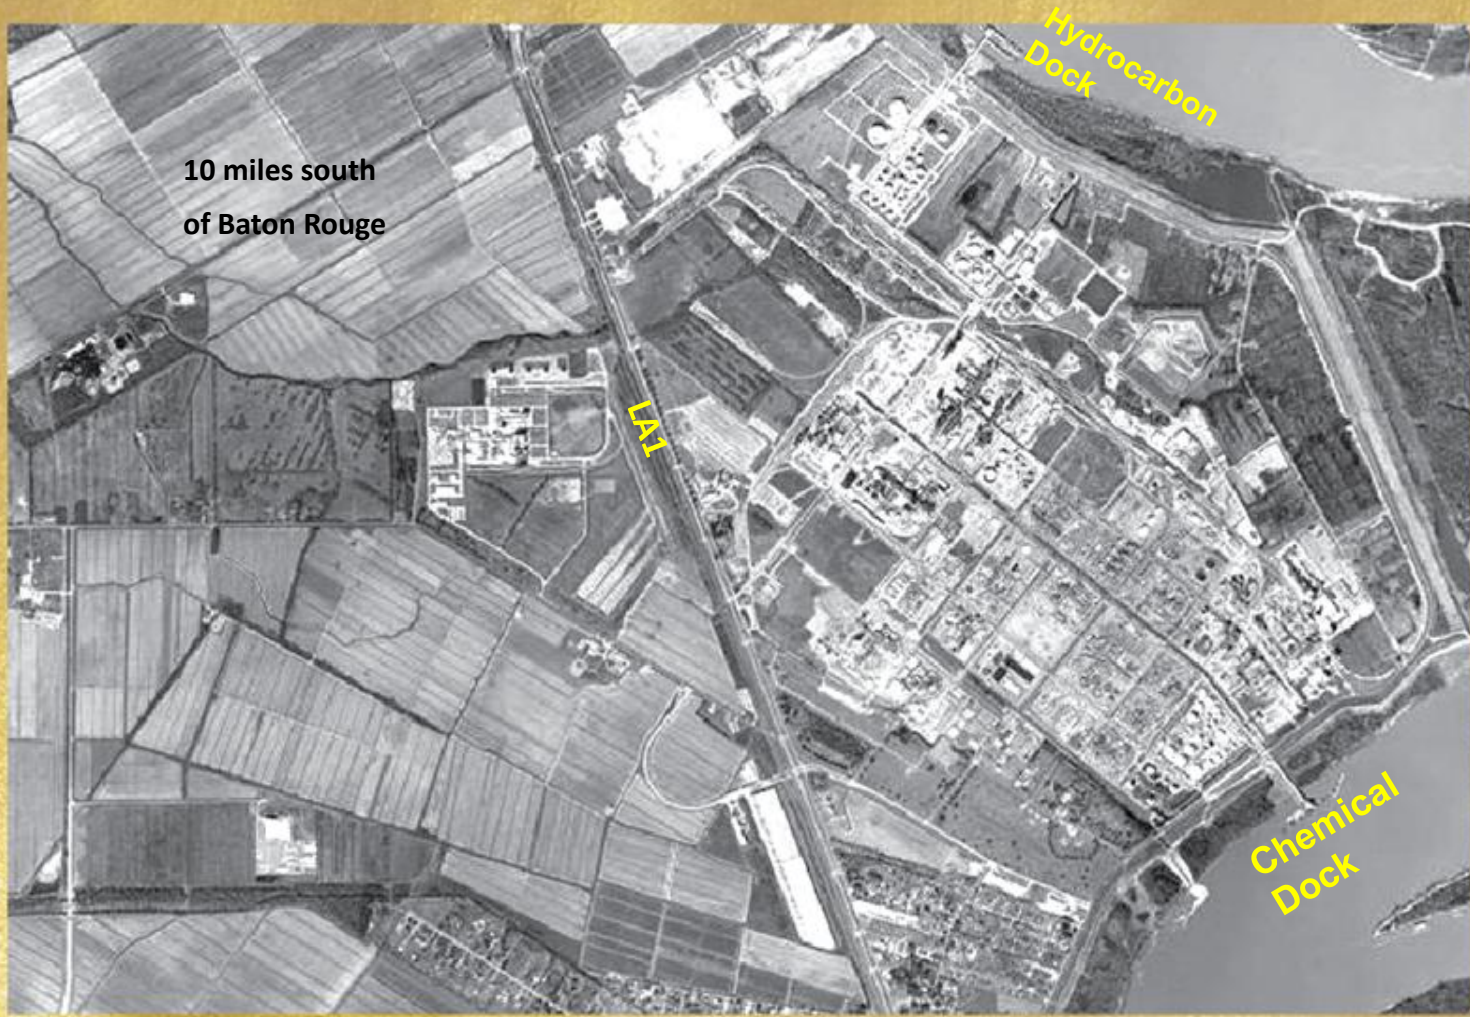 Hydrocarbon
Dock
10 miles south
of Baton Rouge
LA1
Chemical
Dock